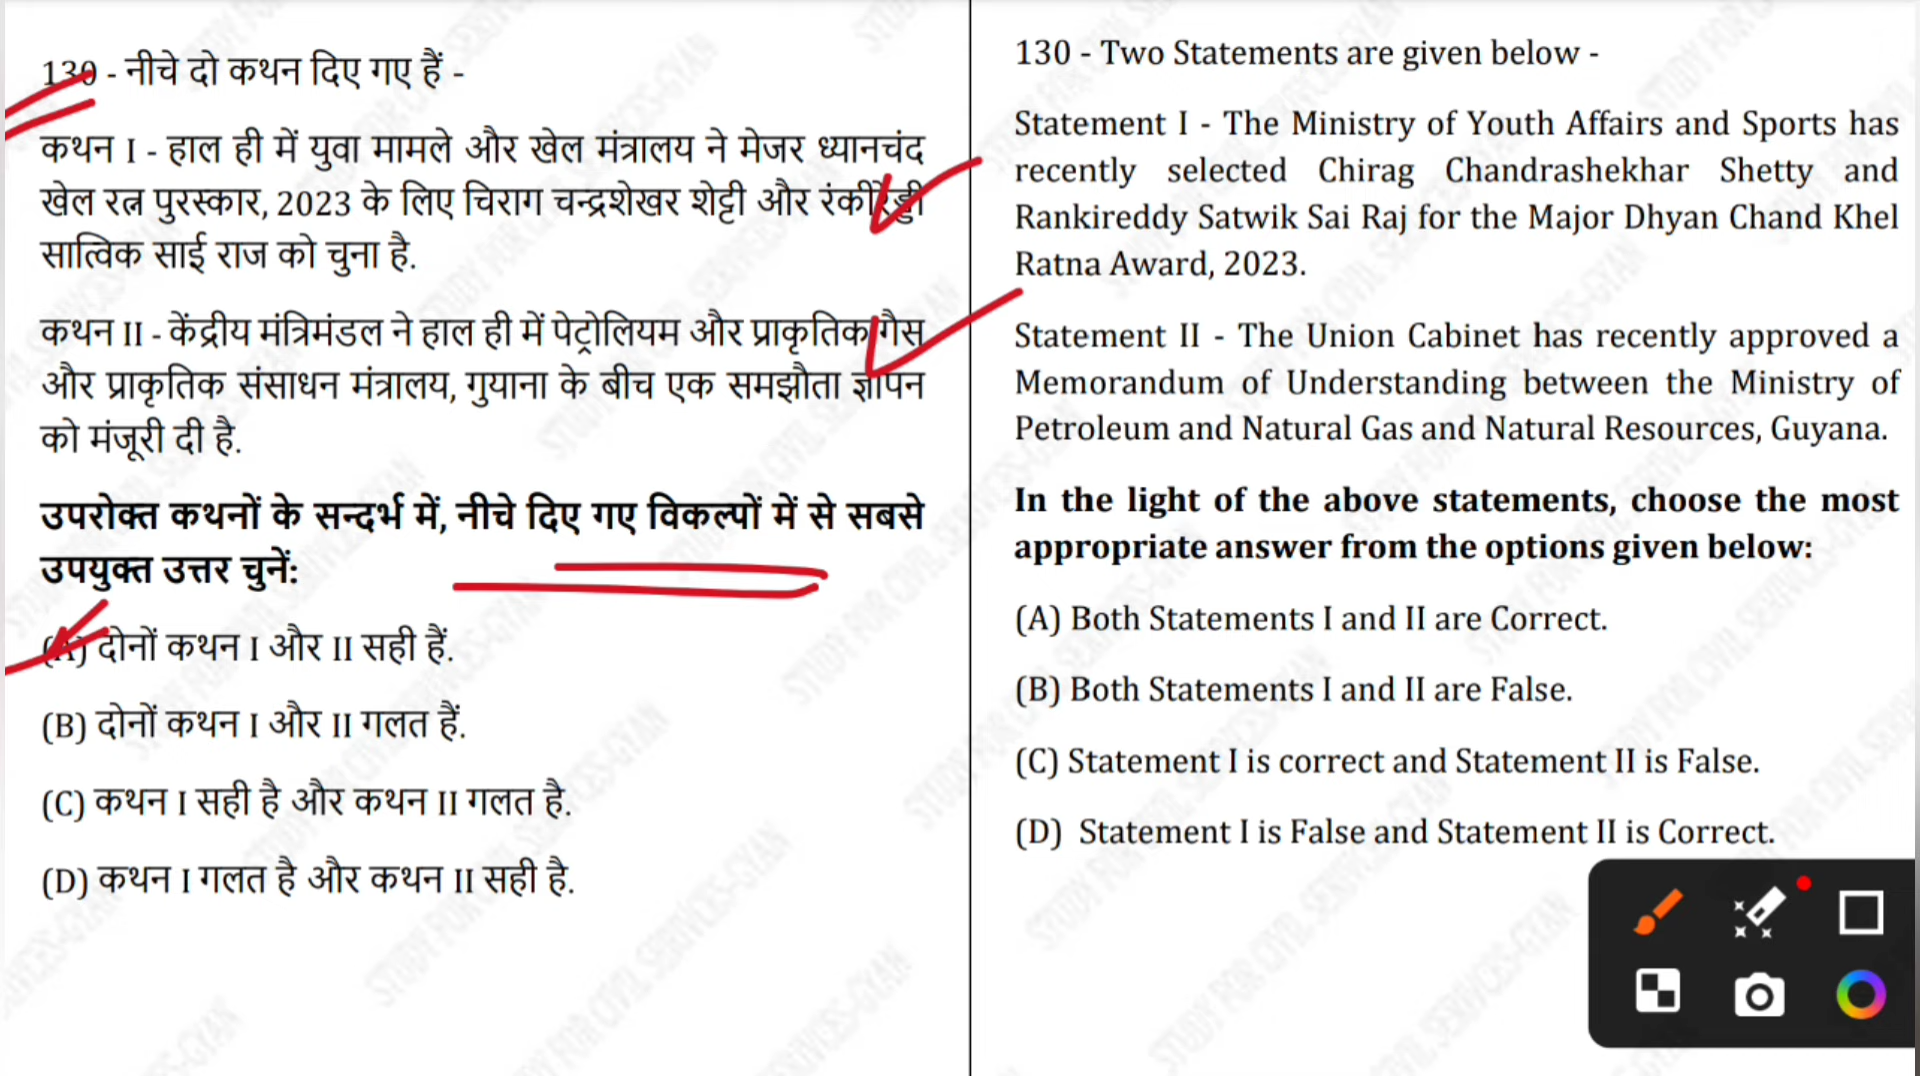 130 - नीचे दो कथन दिए गए हैं -
कथन I - हाल ही में युवा मामले और खेल मंत्रालय ने मेजर ध्यानचंद
खेल रत्न पुरस्कार, 2023 के लिए चिराग चन्द्रशेखर शेट्टी और रंकीरेड्डी
सात्विक साई राज को चुना है.
कथन II - केंद्रीय मंत्रिमंडल ने हाल ही में पेट्रोलियम और प्राकृतिक गैस
और प्राकृतिक संसाधन मंत्रालय, गुयाना के बीच एक समझौता ज्ञापन
को मंजूरी दी है.
उपरोक्त कथनों के सन्दर्भ में, नीचे दिए गए विकल्पों में से सबसे
उपयुक्त उत्तर चुनें:
(A) दोनों कथन I और II सही हैं.
(B) दोनों कथन I और II गलत हैं.
(C) कथन I सही है और कथन II गलत है.
(D) कथन I गलत है और कथन II सही है.
130 - Two Statements are given below -
Statement I - The Ministry of Youth Affairs and Sports has
recently selected Chirag Chandrashekhar Shetty and
Rankireddy Satwik Sai Raj for the Major Dhyan Chand Khel
Ratna Award, 2023.
Statement II - The Union Cabinet has recently approved a
Memorandum of Understanding between the Ministry of
Petroleum and Natural Gas and Natural Resources, Guyana.
In the light of the above statements, choose the most
appropriate answer from the options given below:
(A) Both Statements I and II are Correct.
(B) Both Statements I and II are False.
(C) Statement I is correct and Statement II is False.
(D) Statement I is False and Statement II is Correct.
STUDY FOR CIVIL SERIVCES-GYAN